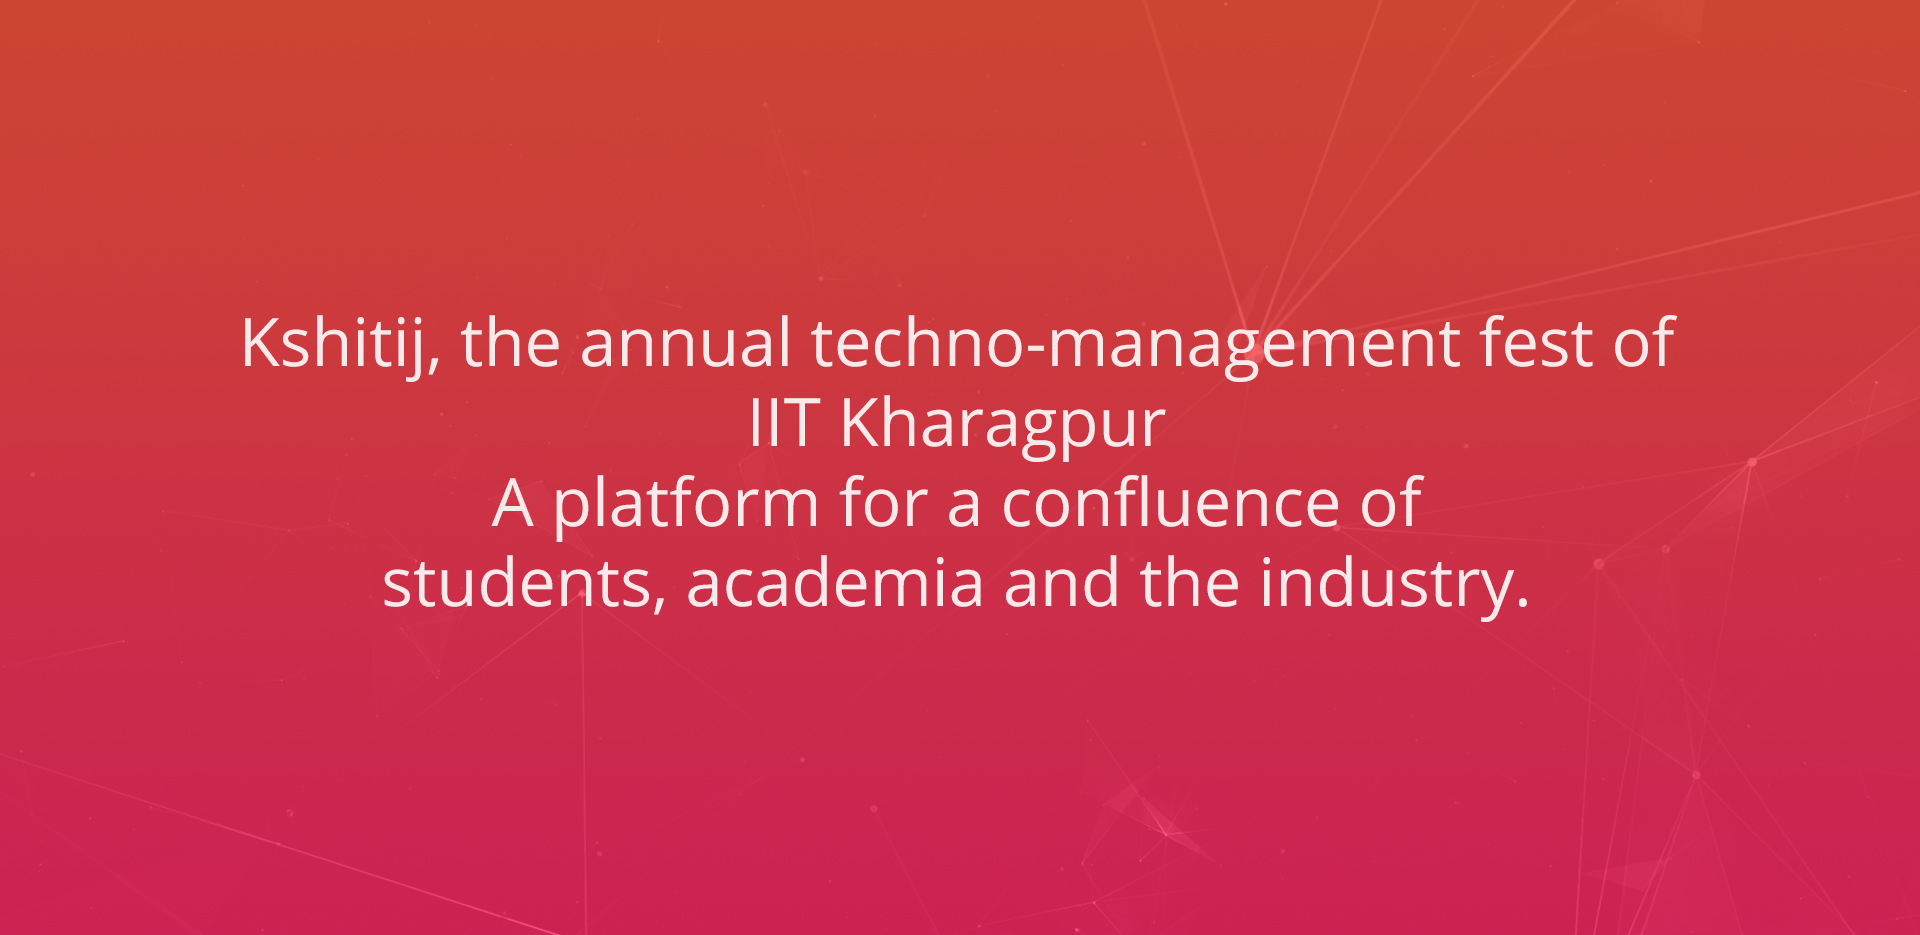 Kshitij, the annual techno-management fest of
IIT Kharagpur
A platform for a confluence of
students, academia and the industry.